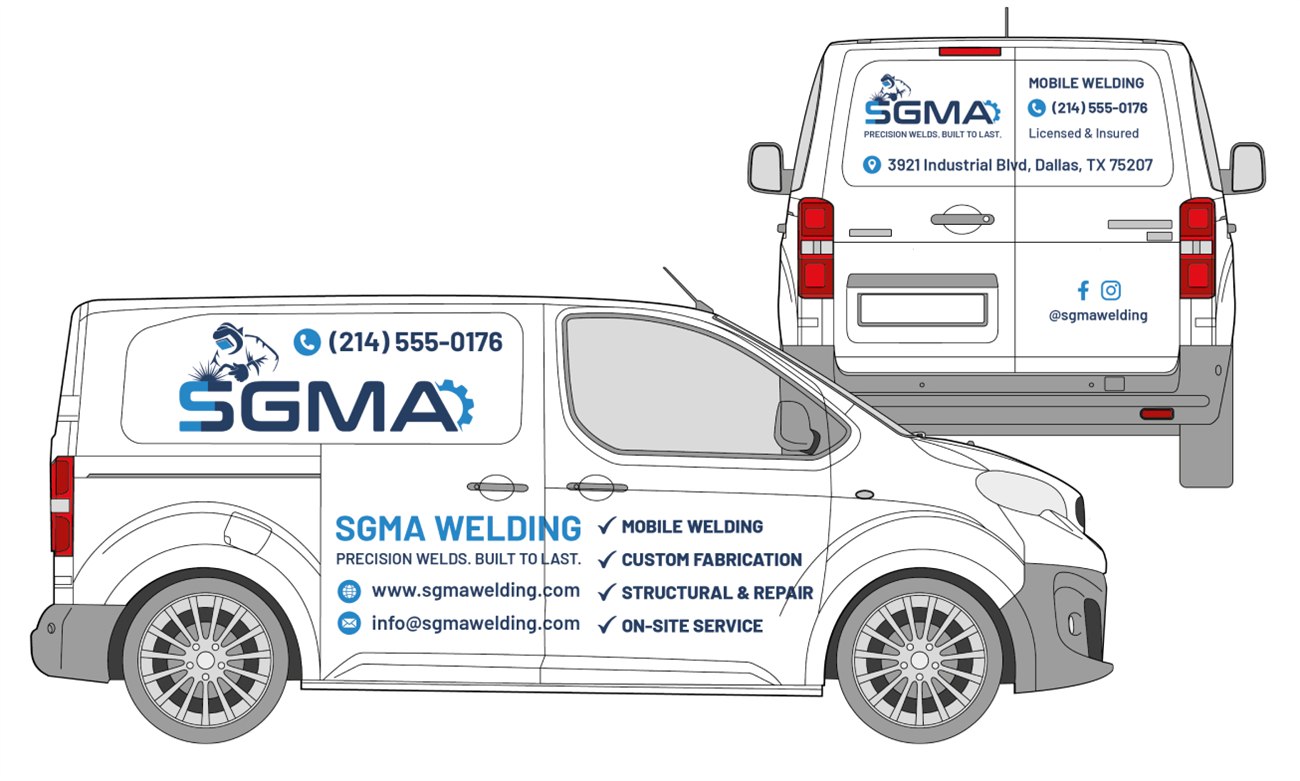 (214) 555-0176
SGMA
SGMA WELDING
PRECISION WELDS. BUILT TO LAST.
www.sgmawelding.com
info@sgmawelding.com
MOBILE WELDING
CUSTOM FABRICATION
STRUCTURAL & REPAIR
ON-SITE SERVICE
SGMA
PRECISION WELDS. BUILT TO LAST.
MOBILE WELDING
(214) 555-0176
Licensed & Insured
3921 Industrial Blvd, Dallas, TX 75207
@sgmawelding